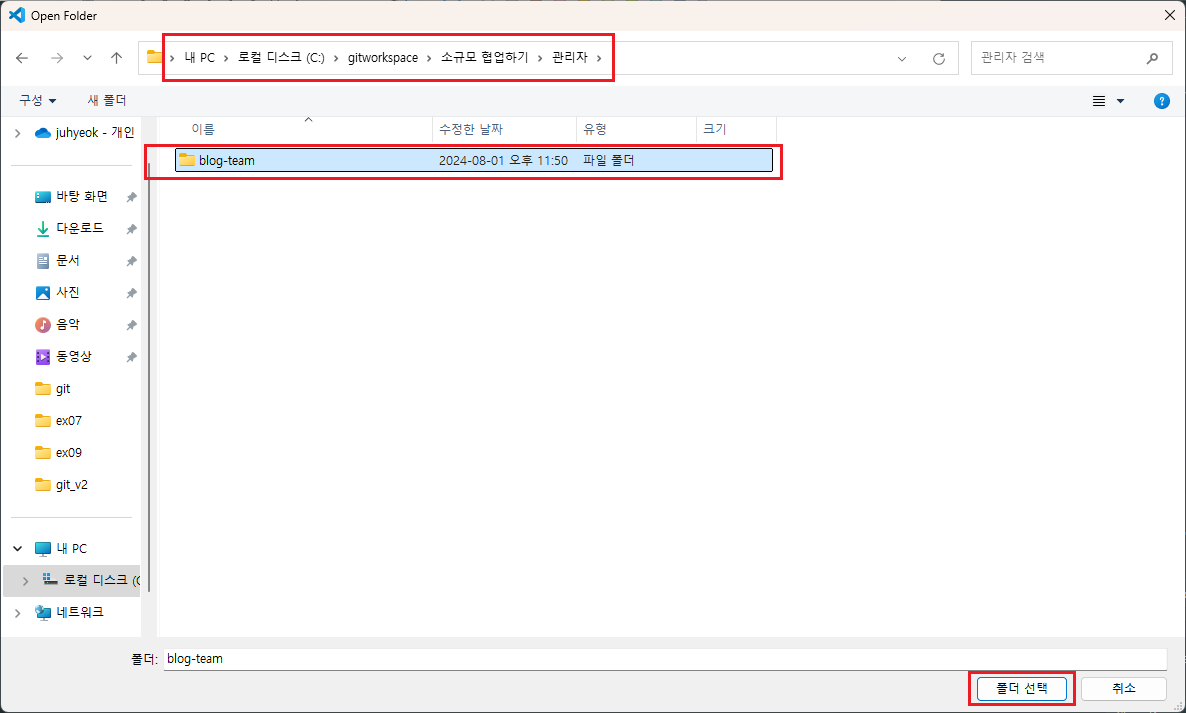 Open Folder
내 PC › 로컬 디스크 (C:) › gitworkspace › 소규모 협업하기 › 관리자 ›
관리자 검색
구성
새 폴더
juhyeok - 개인
바탕 화면
다운로드
문서
사진
음악
동영상
git
ex07
ex09
git_v2
내 PC
로컬 디스크 (C
네트워크
이름 수정한 날짜 유형 크기
blog-team 2024-08-01 오후 11:50 파일 폴더
폴더: blog-team
폴더 선택 취소